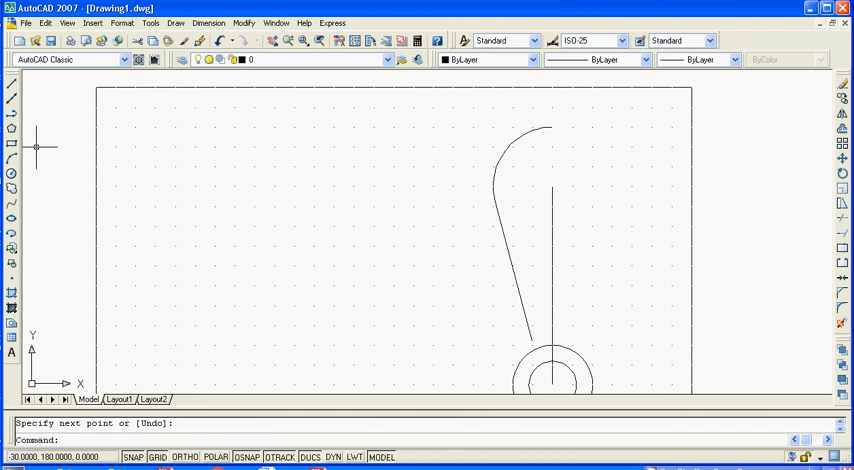 AutoCAD 2007 - [Drawing1.dwg]
File Edit View Insert Format Tools Draw Dimension Modify Window Help Express
Standard ISO-25 Standard
AutoCAD Classic 0 ByLayer ByLayer ByLayer ByColor
Y
X
A
Model Layout1 Layout2
Specify next point or [Undo]:
Command:
-30.0000, 180.0000, 0.0000 SNAP GRID ORTHO POLAR OSNAP OTRACK DUCS DYN LWT MODEL